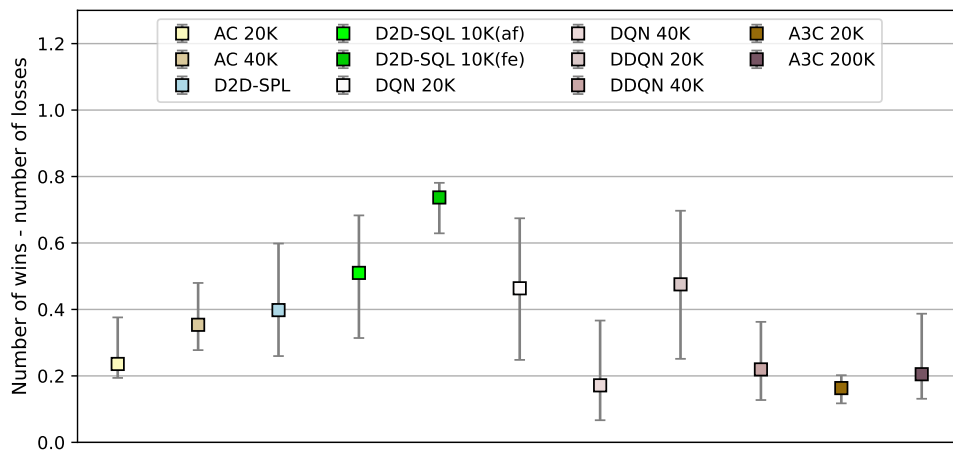 AC 20K
AC 40K
D2D-SPL
D2D-SQL 10K(af)
D2D-SQL 10K(fe)
DQN 20K
DQN 40K
DDQN 20K
DDQN 40K
A3C 20K
A3C 200K
Number of wins - number of losses
1.2
1.0
0.8
0.6
0.4
0.2
0.0